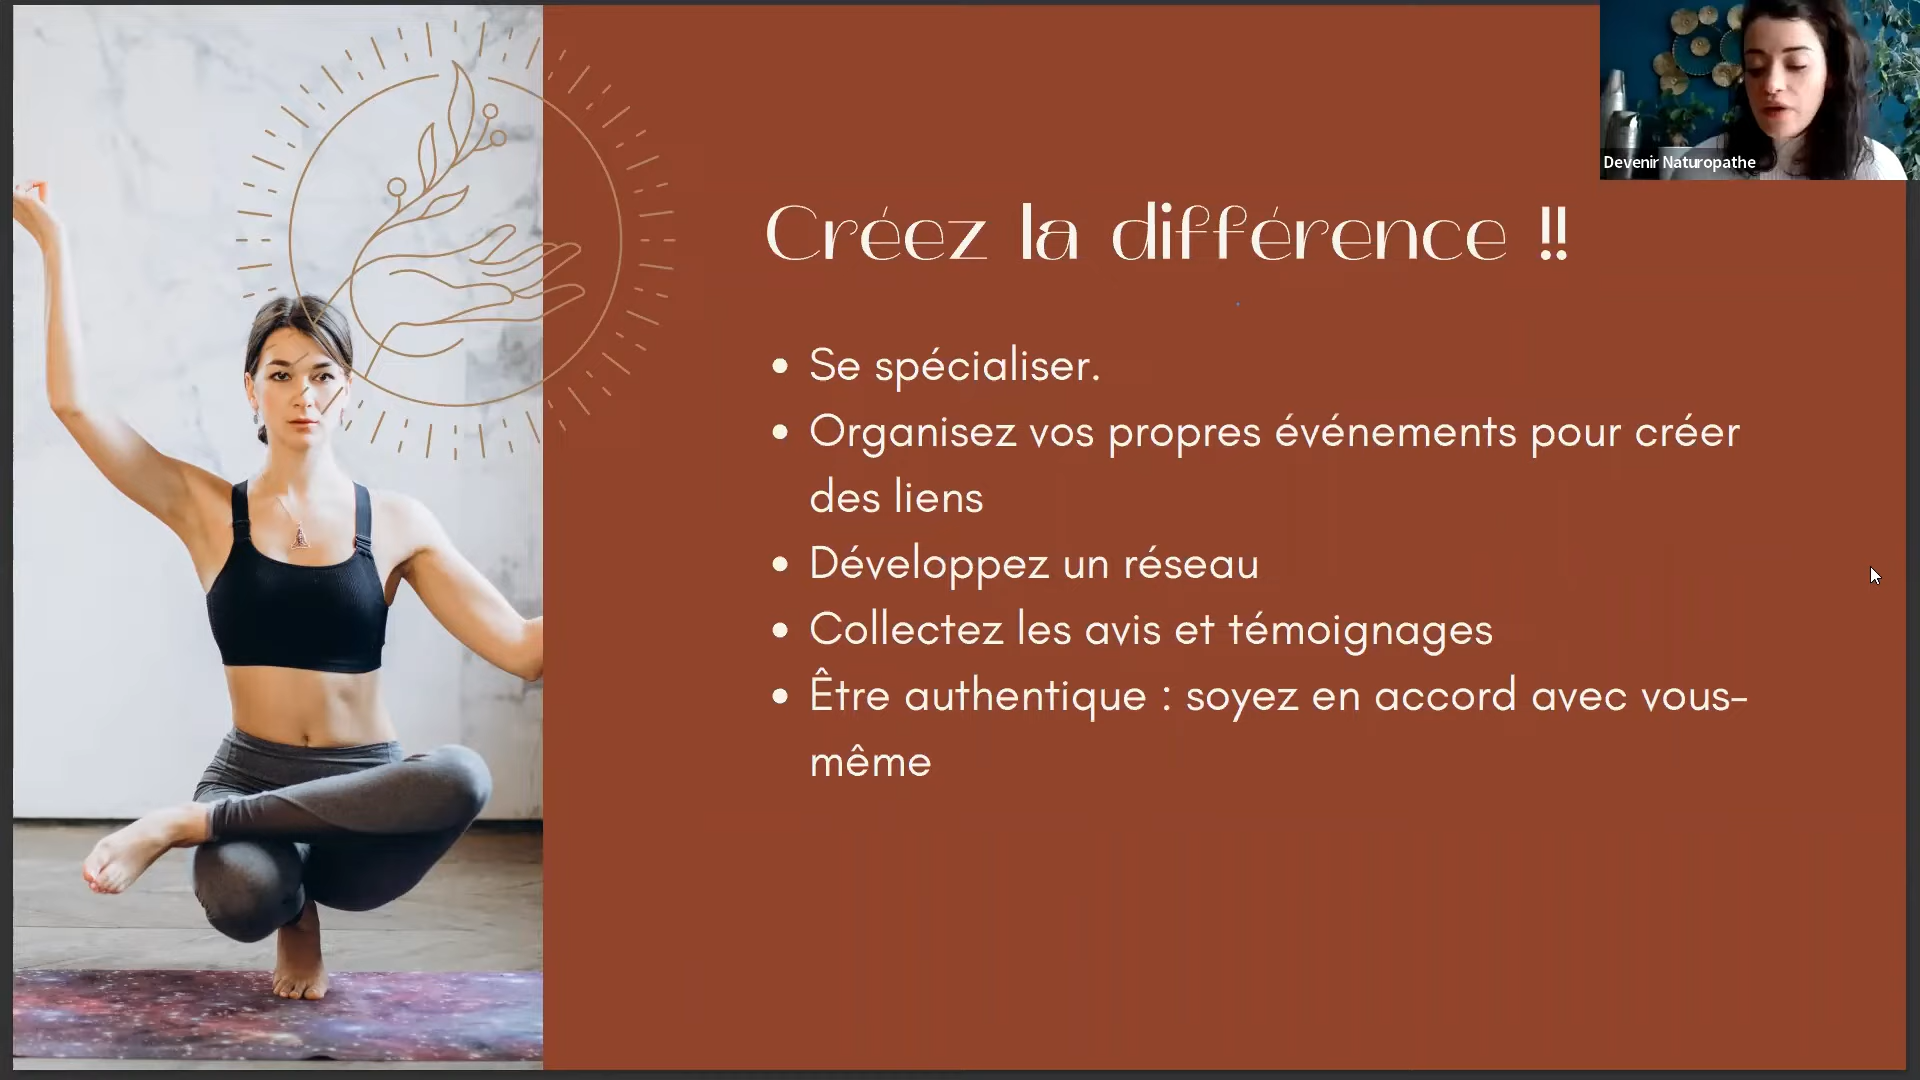 Devenir Naturopathe
Créez la différence !!
Se spécialiser.
Organisez vos propres événements pour créer
des liens
Développez un réseau
Collectez les avis et témoignages
Être authentique : soyez en accord avec vous-
même